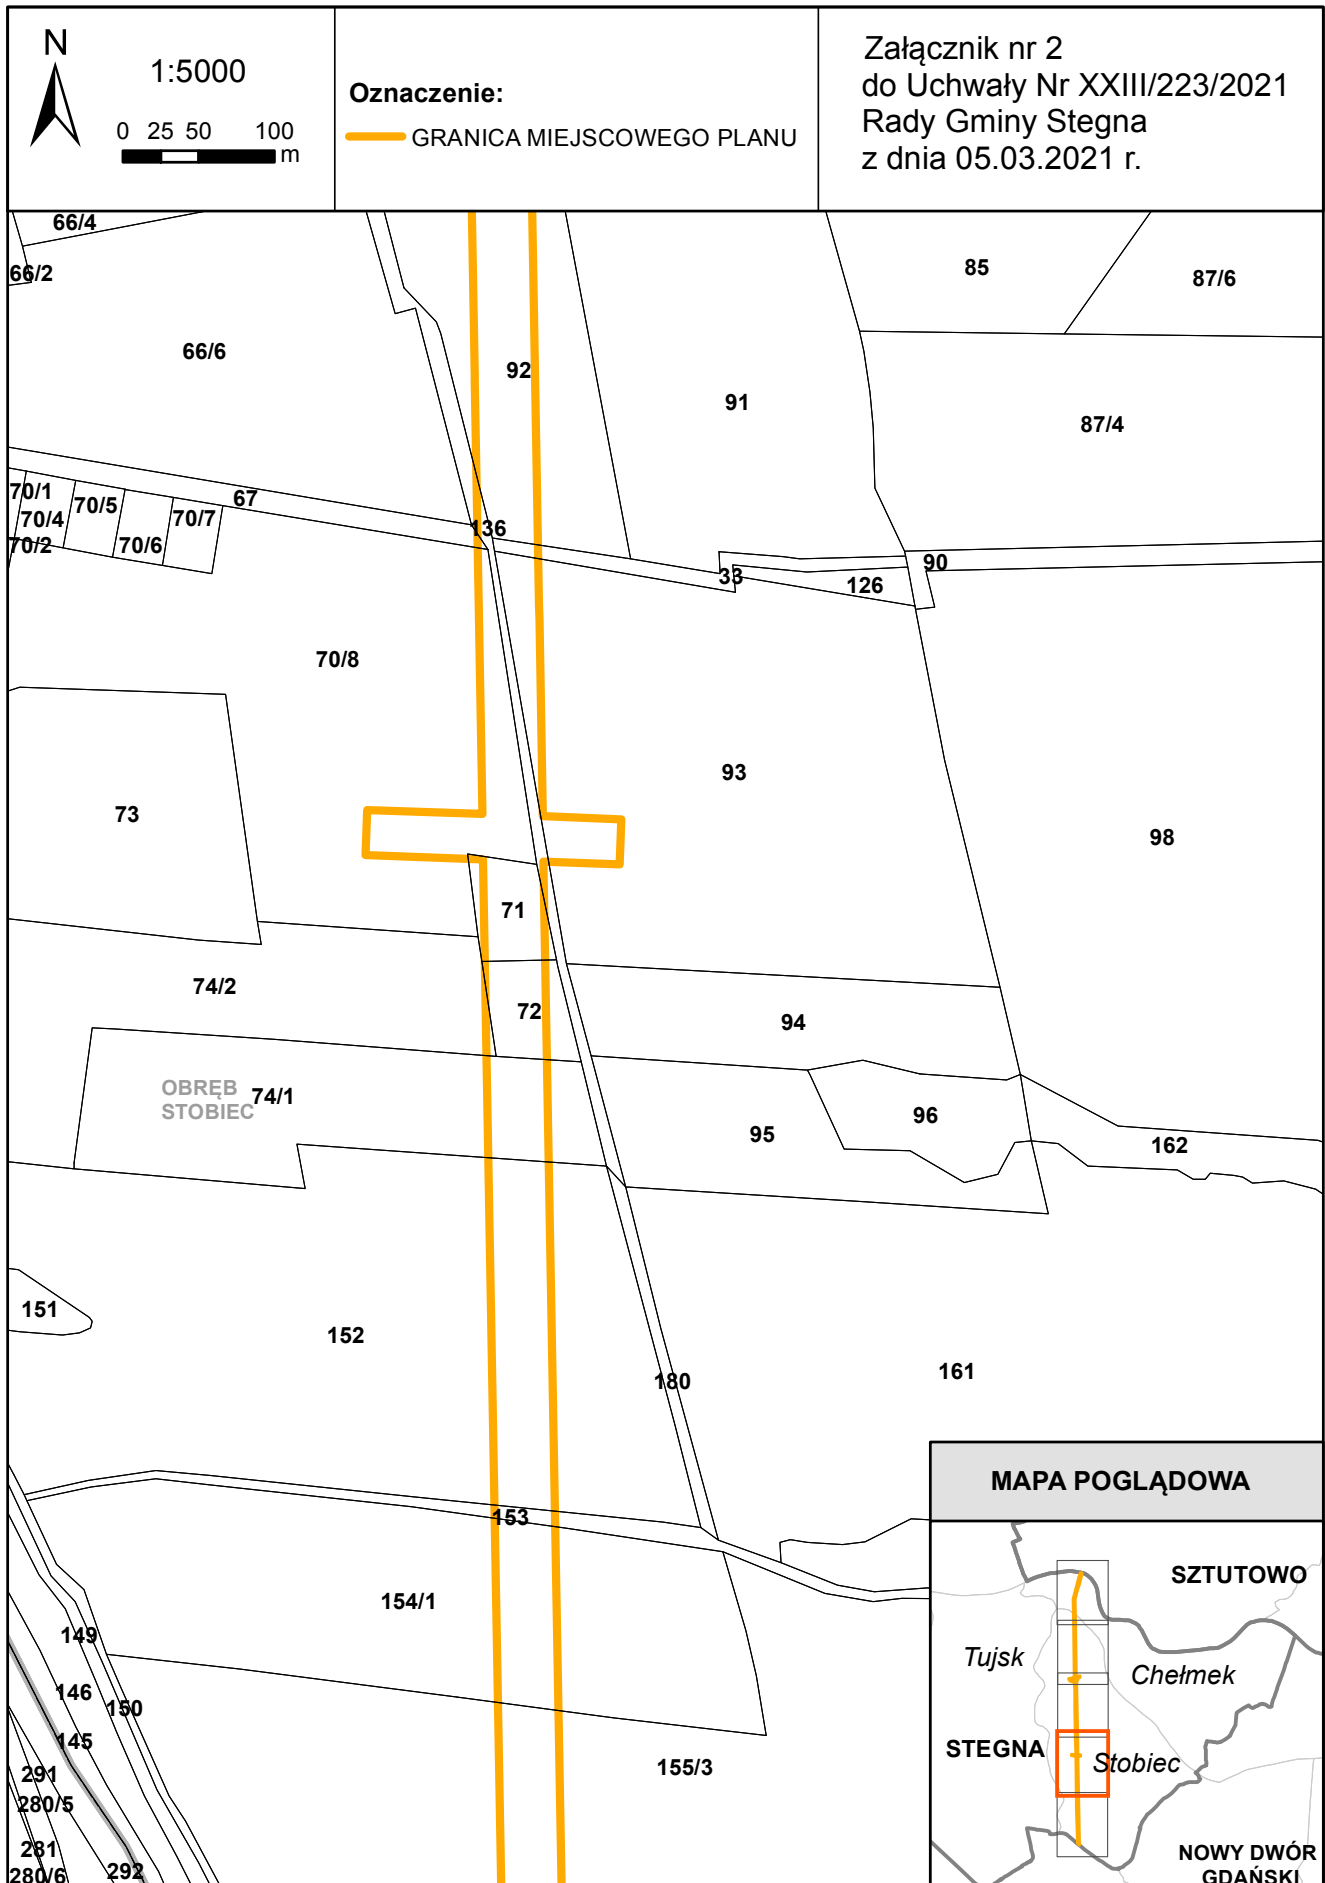 N
1:5000
0 25 50 100
m
Oznaczenie:
GRANICA MIEJSCOWEGO PLANU
Załącznik nr 2
do Uchwały Nr XXIII/223/2021
Rady Gminy Stegna
z dnia 05.03.2021 r.
66/4
66/2
85
87/6
66/6
92
91
87/4
70/1
67
70/5
70/4
70/7
136
70/2
70/6
90
33
126
70/8
93
73
98
71
74/2
72
94
OBRĘB
STOBIEC
74/1
96
95
162
151
152
180
161
153
154/1
149
146
150
145
155/3
291
280/5
281
280/6
292
MAPA POGLĄDOWA
SZTUTOWO
Tujsk
Chełmek
STEGNA
Stobiec
NOWY DWÓR
GDAŃSKI